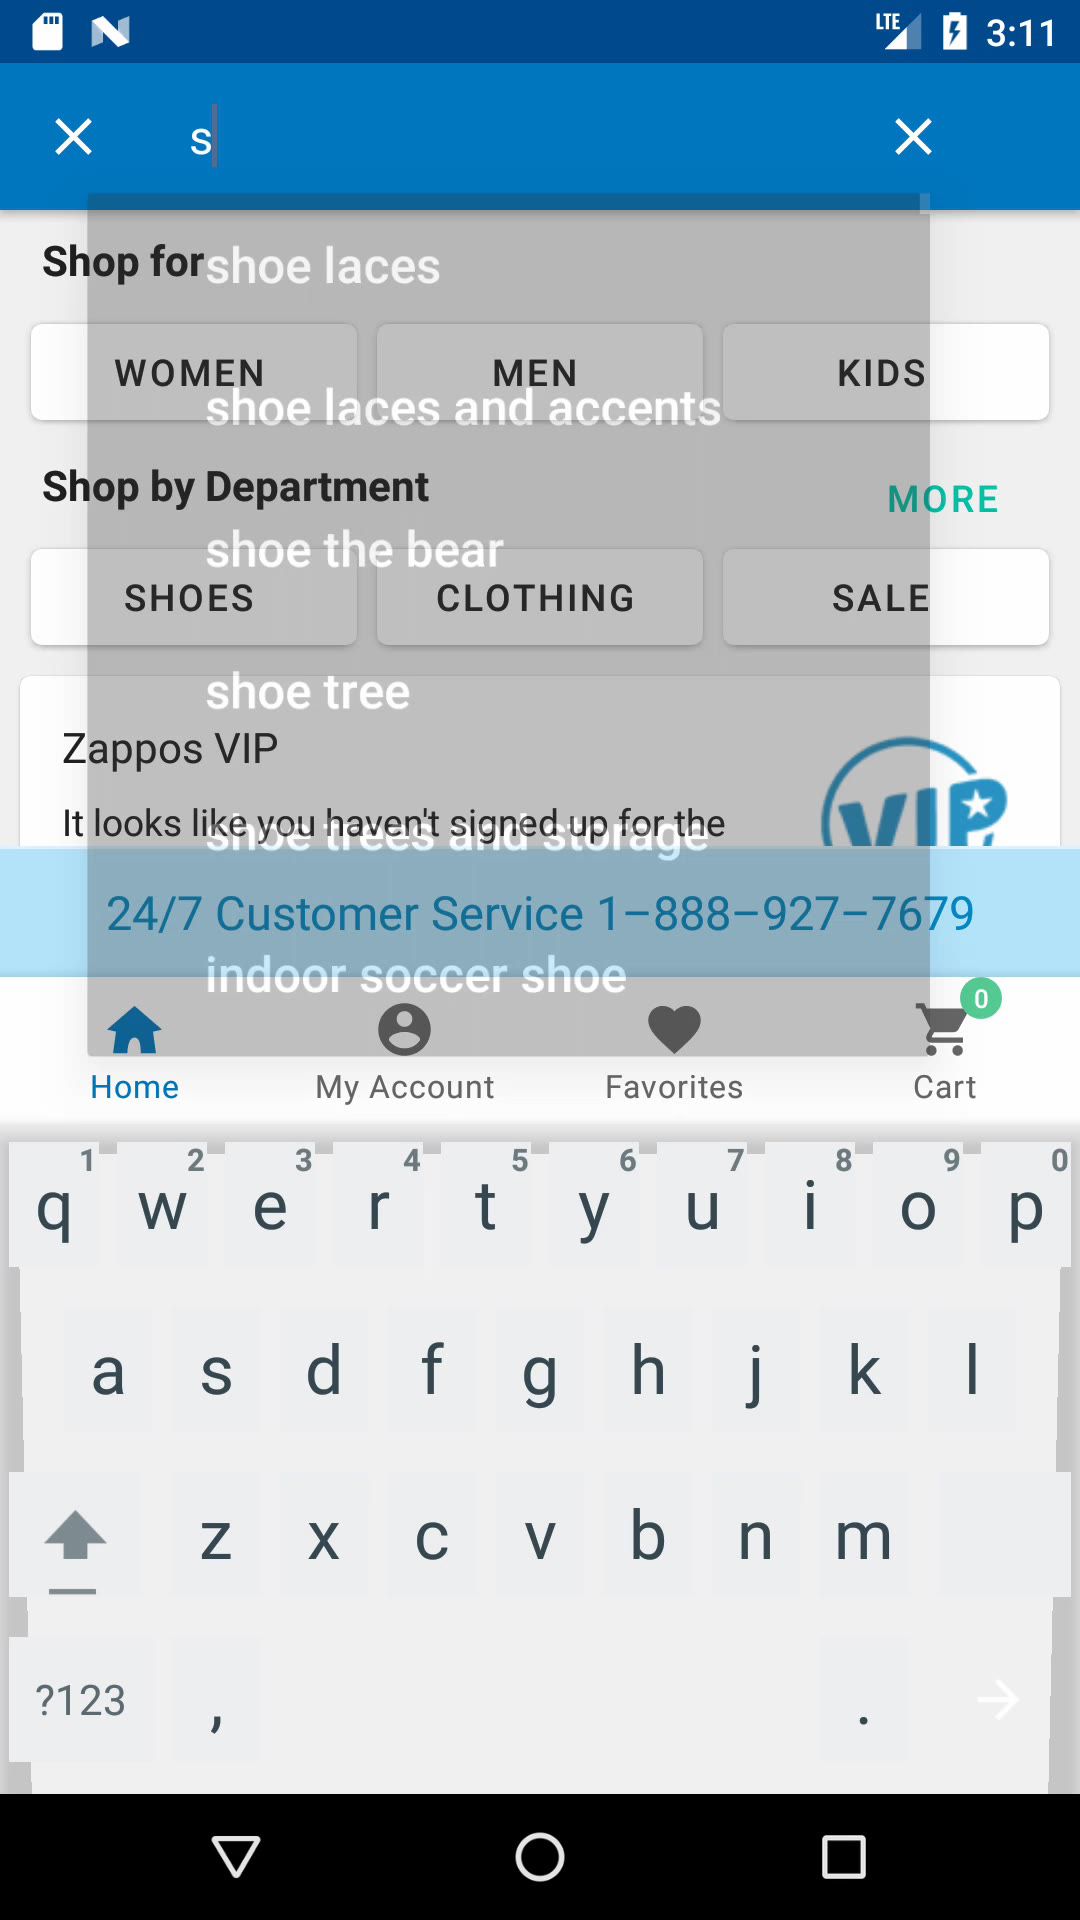 LTE 3:11
s
Shop for
shoe laces
WOMEN MEN KIDS
shoe laces and accents
Shop by Department MORE
shoe the bear
SHOES CLOTHING SALE
shoe tree
Zappos VIP
VIP
It looks like you haven't signed up for the
shoe trees and storage
24/7 Customer Service 1-888-927-7679
indoor soccer shoe
0
Home My Account Favorites Cart
1 2 3 4 5 6 7 8 9 0
q w e r t y u i o p
a s d f g h j k l
z x c v b n m
?123 , .